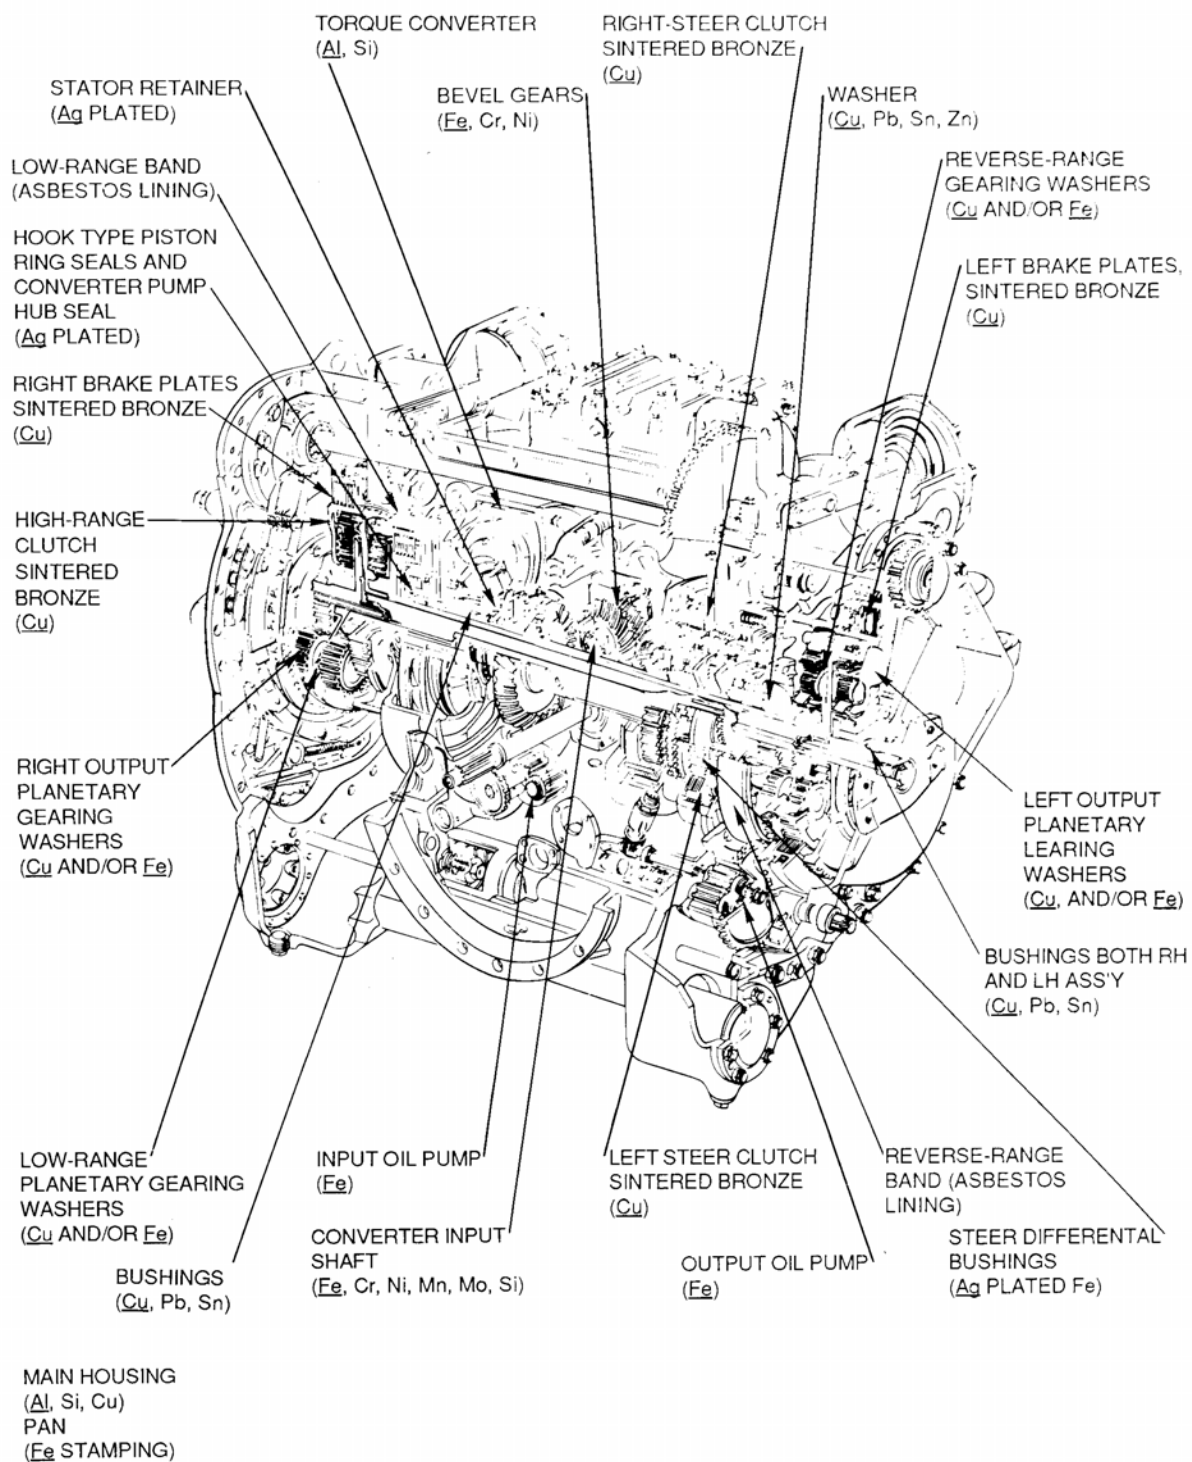 TORQUE CONVERTER
(Al, Si)
RIGHT-STEER CLUTCH
SINTERED BRONZE
(Cu)
STATOR RETAINER
(Ag PLATED)
BEVEL GEARS
(Fe, Cr, Ni)
WASHER
(Cu, Pb, Sn, Zn)
LOW-RANGE BAND
(ASBESTOS LINING)
REVERSE-RANGE
GEARING WASHERS
(Cu AND/OR Fe)
HOOK TYPE PISTON
RING SEALS AND
CONVERTER PUMP
HUB SEAL
(Ag PLATED)
LEFT BRAKE PLATES,
SINTERED BRONZE
(Cu)
RIGHT BRAKE PLATES
SINTERED BRONZE
(Cu)
HIGH-RANGE
CLUTCH
SINTERED
BRONZE
(Cu)
RIGHT OUTPUT
PLANETARY
GEARING
WASHERS
(Cu AND/OR Fe)
LEFT OUTPUT
PLANETARY
LEARING
WASHERS
(Cu, AND/OR Fe)
BUSHINGS BOTH RH
AND LH ASS'Y
(Cu, Pb, Sn)
LOW-RANGE
PLANETARY GEARING
WASHERS
(Cu AND/OR Fe)
INPUT OIL PUMP
(Fe)
LEFT STEER CLUTCH
SINTERED BRONZE
(Cu)
REVERSE-RANGE
BAND (ASBESTOS
LINING)
BUSHINGS
(Cu, Pb, Sn)
CONVERTER INPUT
SHAFT
(Fe, Cr, Ni, Mn, Mo, Si)
OUTPUT OIL PUMP
(Fe)
STEER DIFFERENTAL
BUSHINGS
(Ag PLATED Fe)
MAIN HOUSING
(Al, Si, Cu)
PAN
(Fe STAMPING)